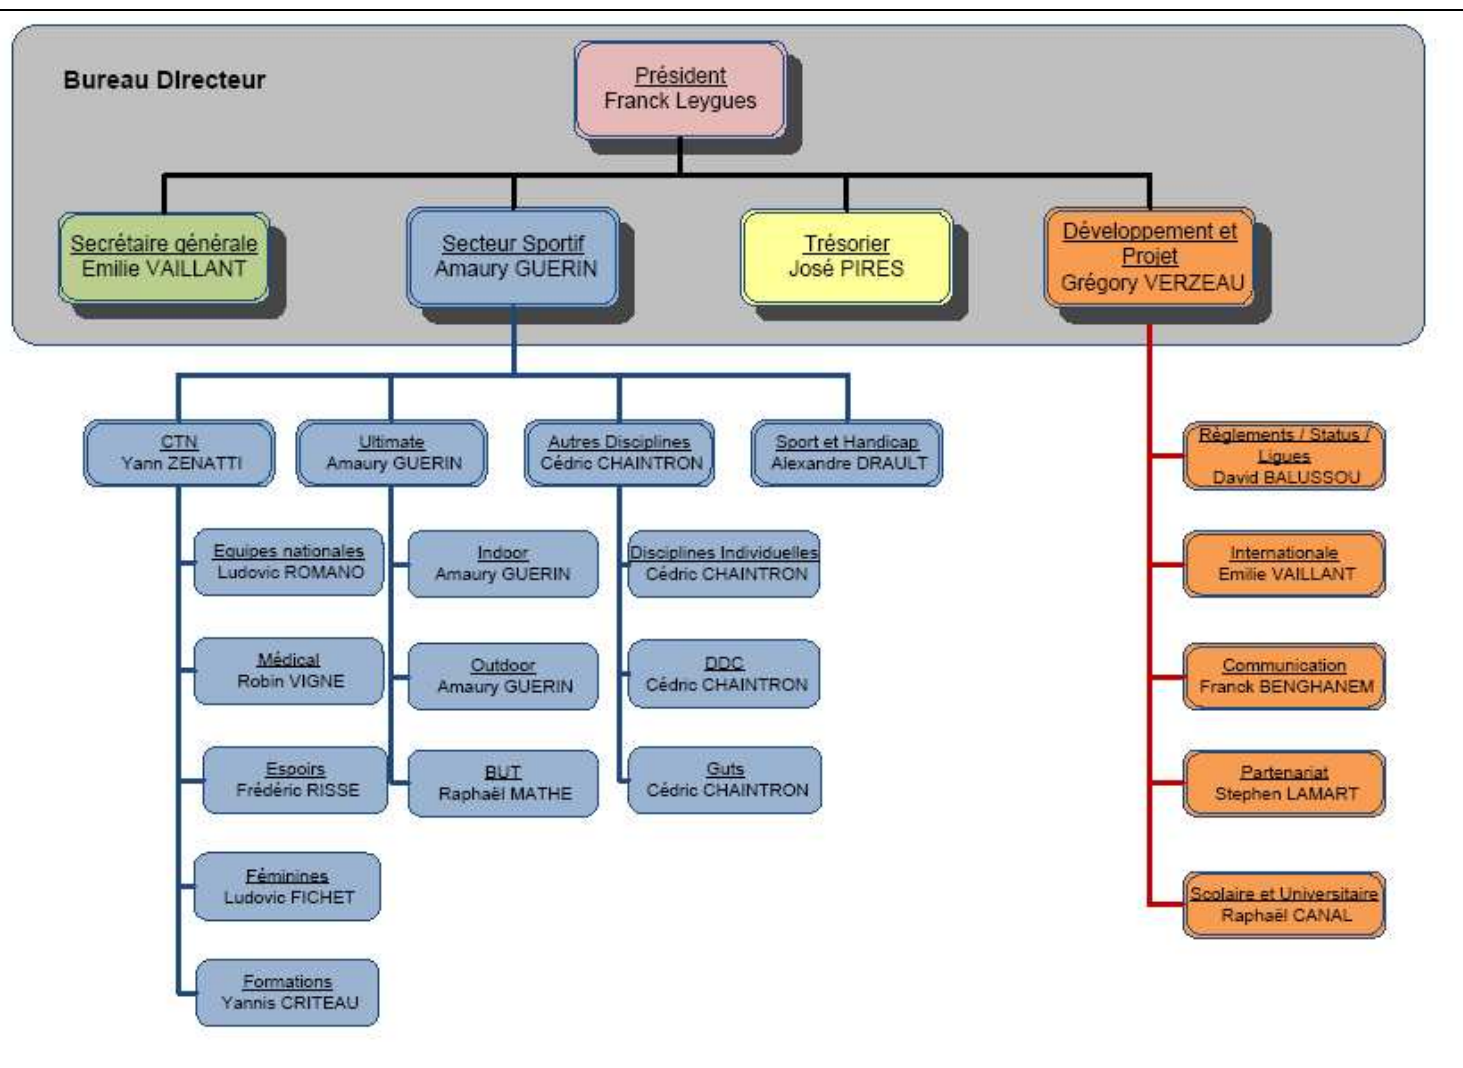 Bureau Directeur
Président
Franck Leygues
Secrétaire générale
Emilie VAILLANT
Secteur Sportif
Amaury GUERIN
Trésorier
José PIRES
Développement et
Projet
Grégory VERZEAU
CTN
Yann ZENATTI
Ultimate
Amaury GUERIN
Autres Disciplines
Cédric CHAINTRON
Sport et Handicap
Alexandre DRAULT
Règlements / Status /
Ligues
David BALUSSOU
Equipes nationales
Ludovic ROMANO
Indoor
Amaury GUERIN
Disciplines Individuelles
Cédric CHAINTRON
Internationale
Emilie VAILLANT
Médical
Robin VIGNE
Outdoor
Amaury GUERIN
DDC
Cédric CHAINTRON
Communication
Franck BENGHANEM
Espoirs
Frédéric RISSE
BUT
Raphaël MATHE
Guts
Cédric CHAINTRON
Partenariat
Stephen LAMART
Féminines
Ludovic FICHET
Scolaire et Universitaire
Raphaël CANAL
Formations
Yannis CRITEAU